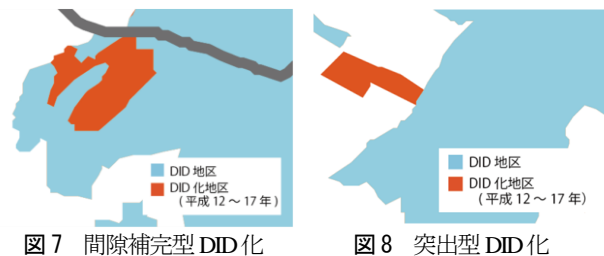 DID 地区
DID 化地区
(平成 12 ～ 17 年)
図7 間隙補完型 DID 化
DID 地区
DID 化地区
(平成 12 ～ 17 年)
図8 突出型 DID 化